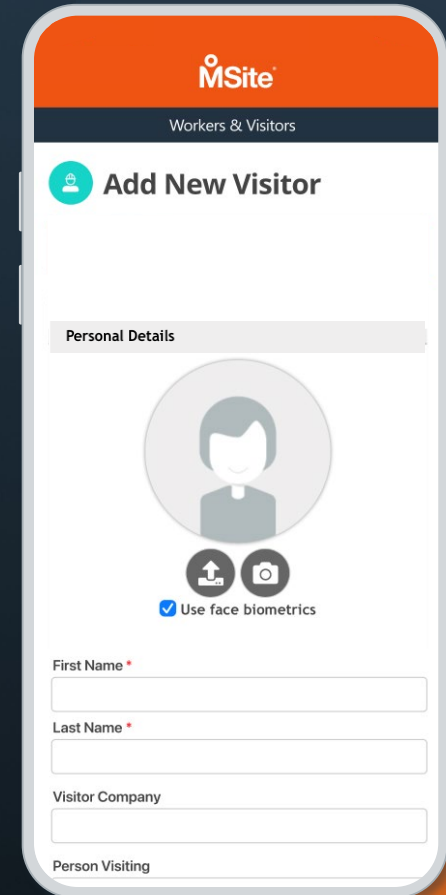 MSite
Workers & Visitors
Add New Visitor
Personal Details
Use face biometrics
First Name *
Last Name *
Visitor Company
Person Visiting